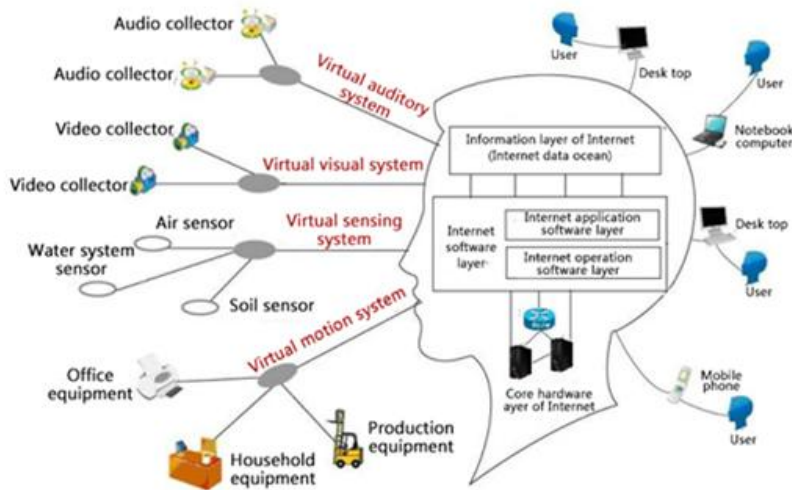 Audio collector
Audio collector
Virtual auditory
system
Video collector
Video collector
Virtual visual system
Air sensor
Water system
sensor
Soil sensor
Virtual sensing
system
Virtual motion system
Office
equipment
Household
equipment
Production
equipment
Information layer of Internet
(Internet data ocean)
Internet
software
layer·
Internet application
software layer
Internet operation
software layer
Core hardware
ayer of Internet
User
Desk top
User
Notebook
computer
Desk top
User
Mobile
phone
User